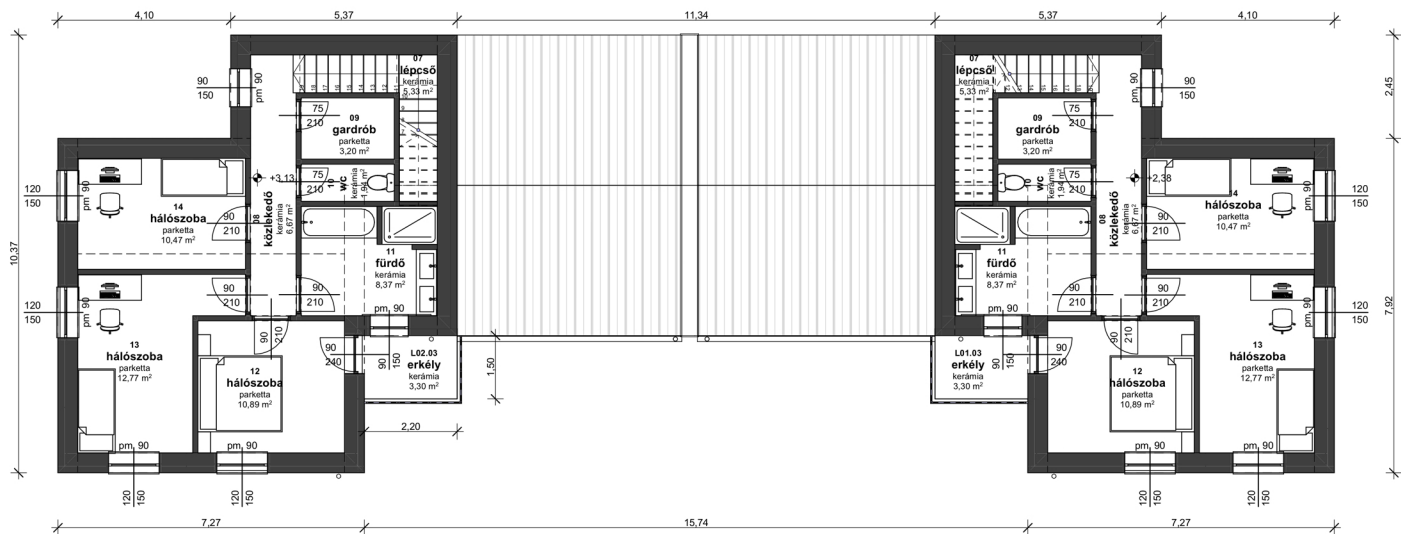 4,10
5,37
11,34
5,37
4,10
10,37
2,45
7,92
1,50
2,20
7,27
15,74
7,27
90
150
pm 90
07
lépcső
kerámia
5,33 m²
75
210
09
gardrób
parketta
3,20 m²
75
210
10
wc
kerámia
1,94 m²
+3,13
08
közlekedő
kerámia
6,67 m²
120
150
pm 90
14
hálószoba
parketta
10,47 m²
90
210
11
fürdő
kerámia
8,37 m²
90
210
90
210
120
150
pm 90
13
hálószoba
parketta
12,77 m²
90
210
12
hálószoba
parketta
10,89 m²
90
240
pm 90
90
150
L02.03
erkély
kerámia
3,30 m²
pm 90
120
150
pm 90
120
150
07
lépcső
kerámia
5,33 m²
pm 90
90
150
75
210
09
gardrób
parketta
3,20 m²
75
210
10
wc
kerámia
1,94 m²
+2,38
08
közlekedő
kerámia
6,67 m²
14
hálószoba
parketta
10,47 m²
pm 90
120
150
90
210
11
fürdő
kerámia
8,37 m²
90
210
90
210
pm 90
120
150
13
hálószoba
parketta
12,77 m²
90
210
12
hálószoba
parketta
10,89 m²
90
240
pm 90
90
150
L01.03
erkély
kerámia
3,30 m²
pm 90
120
150
pm 90
120
150